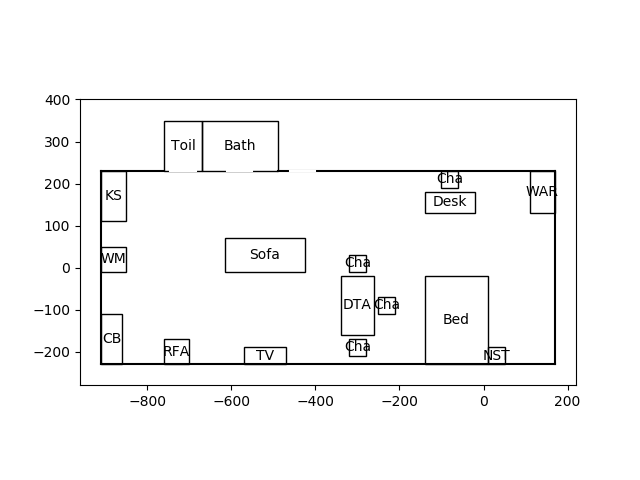 400
300
200
100
0
−100
−200
−800
−600
−400
−200
0
200
Toil
Bath
KS
Cha
WAR
Desk
WM
Sofa
Cha
DTA
Cha
Bed
CB
Cha
RFA
TV
NST